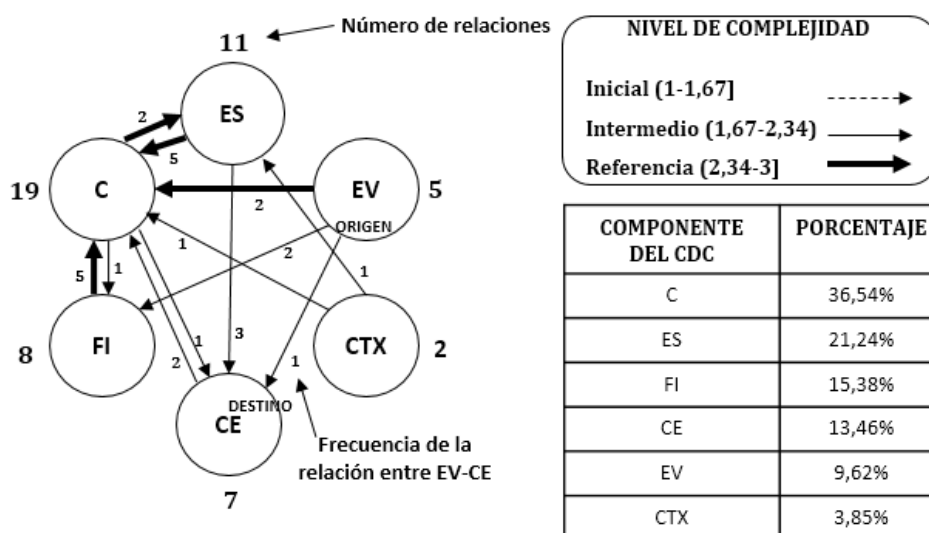 Número de relaciones
11
ES
2
5
19
C
EV
5
2
ORIGEN
1
2
5
1
1
8
FI
CTX
2
1
3
2
1
DESTINO
CE
7
Frecuencia de la
relación entre EV-CE
NIVEL DE COMPLEJIDAD
Inicial (1-1,67]
Intermedio (1,67-2,34)
Referencia (2,34-3]
COMPONENTE DEL CDC
PORCENTAJE
C
36,54%
ES
21,24%
FI
15,38%
CE
13,46%
EV
9,62%
CTX
3,85%